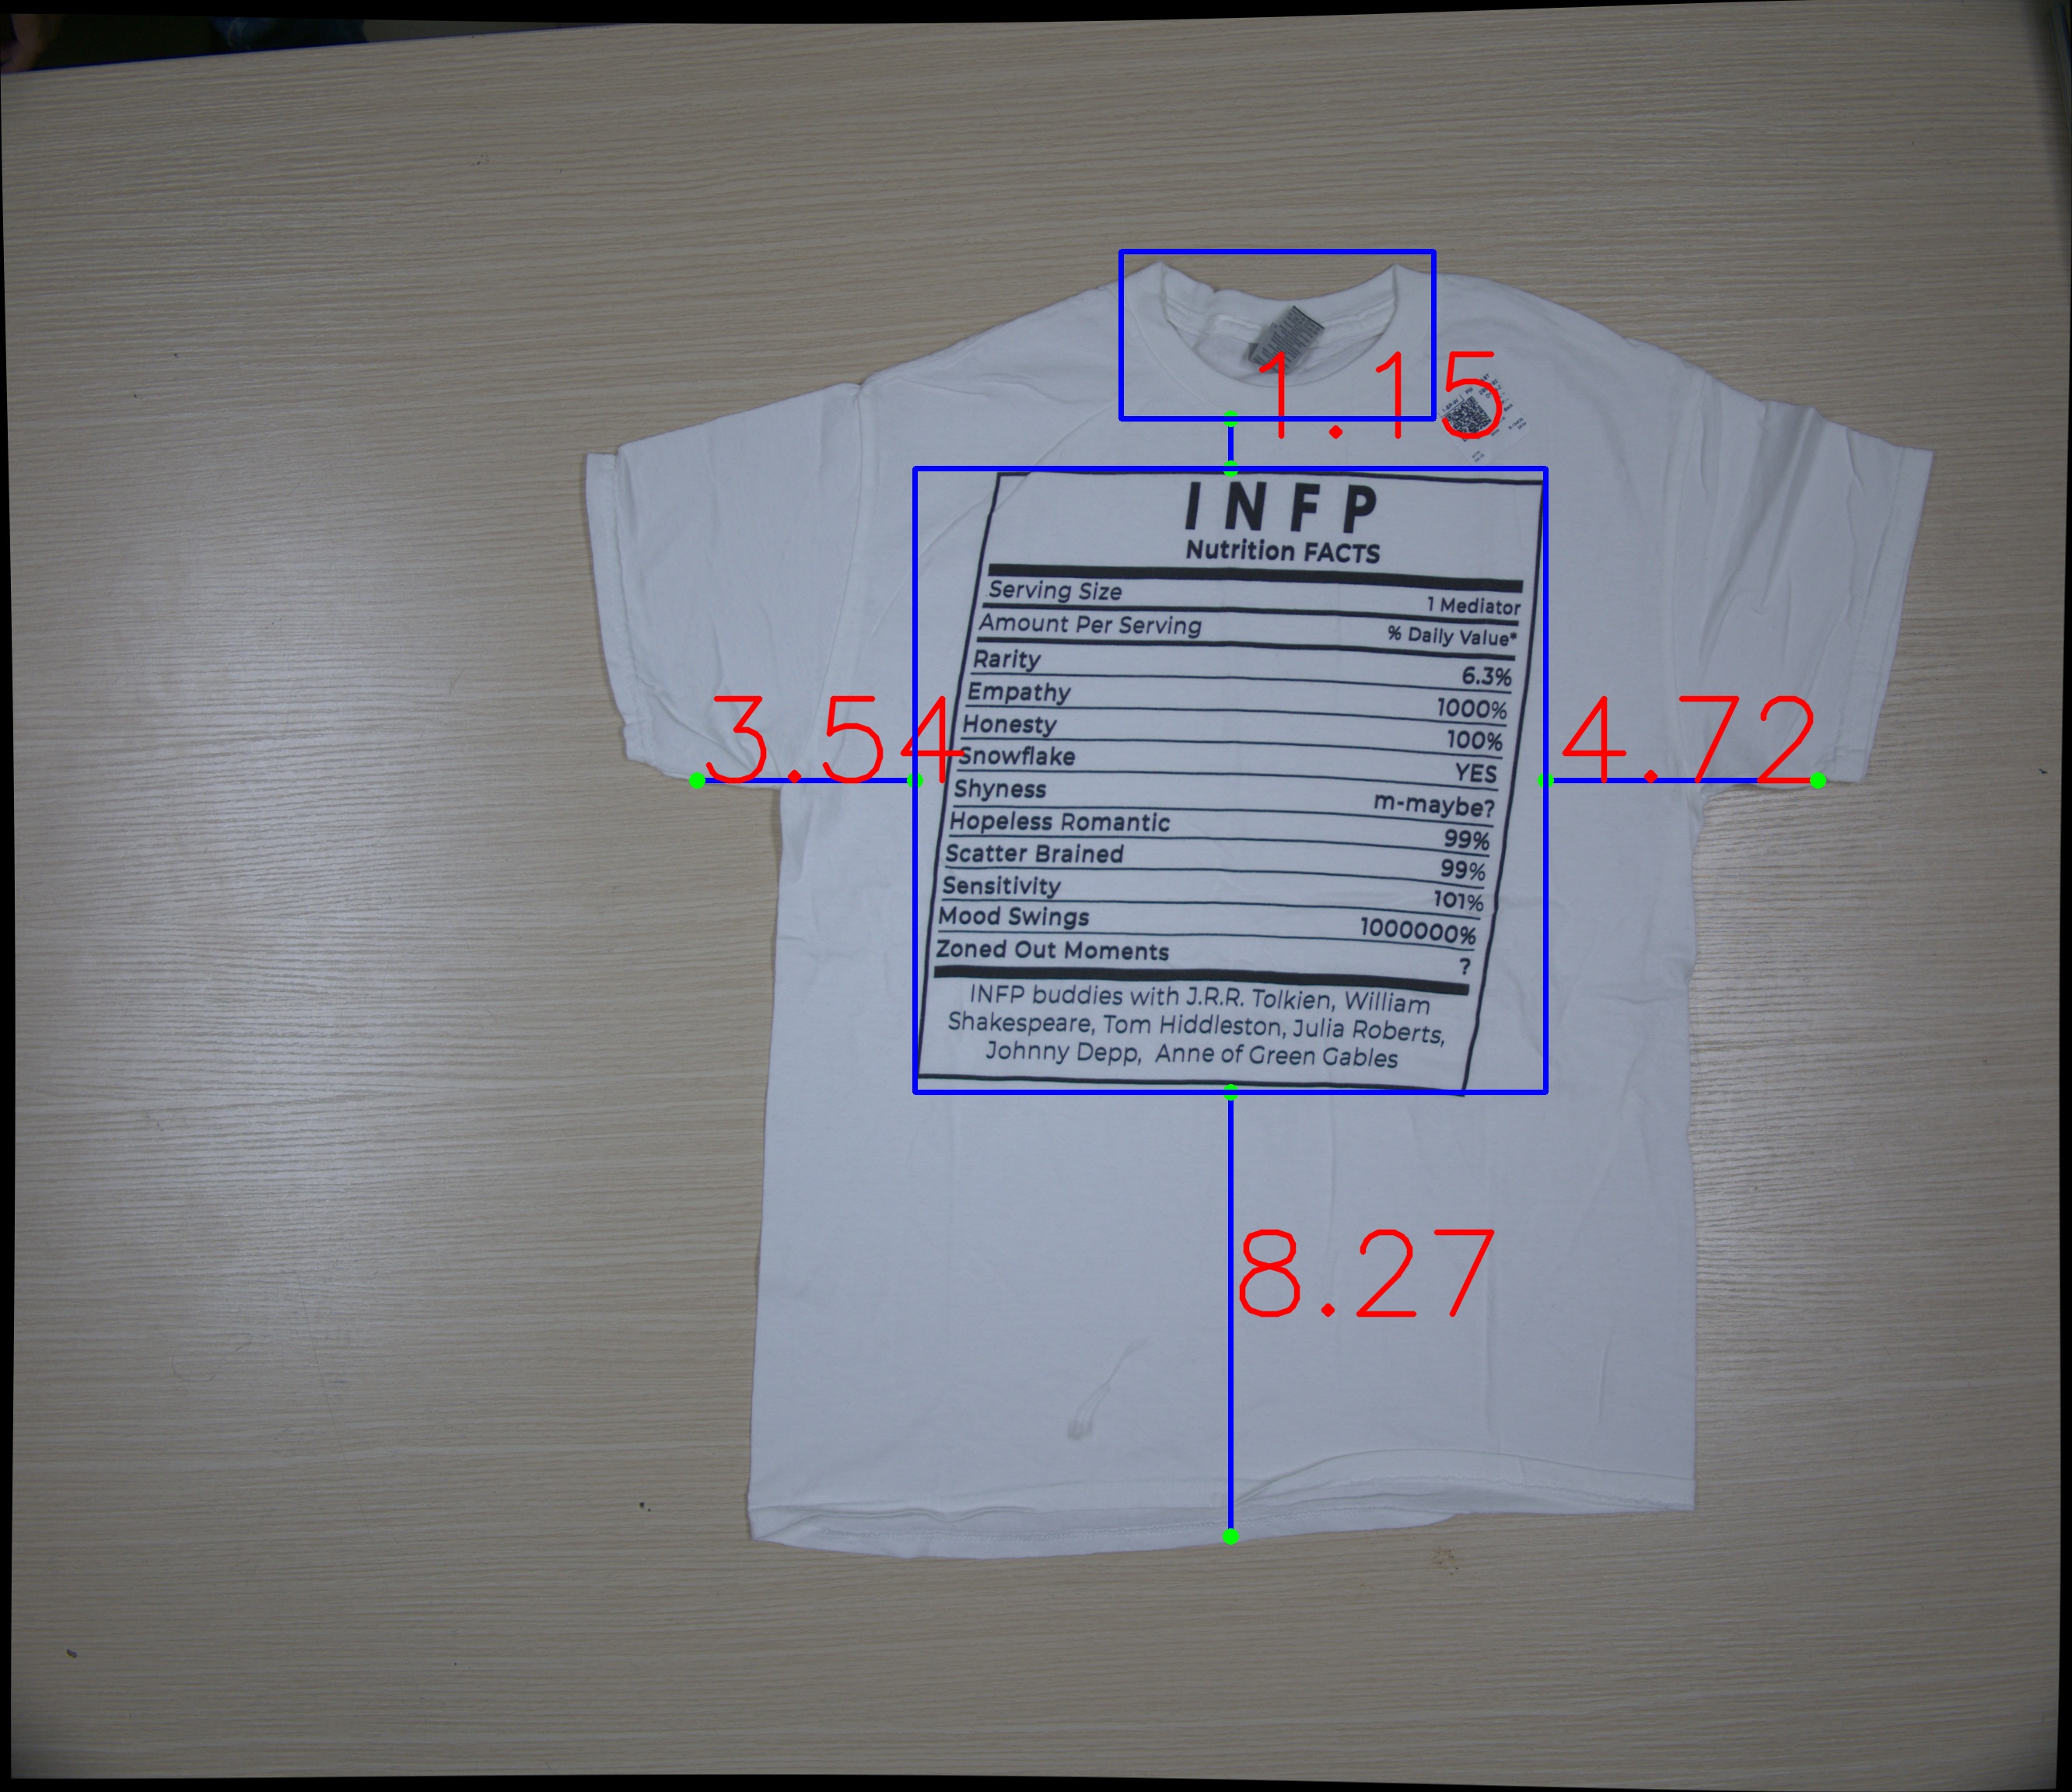 1.15
INFP
Nutrition FACTS
Serving Size 1 Mediator
Amount Per Serving % Daily Value*
Rarity 6.3%
Empathy 1000%
Honesty 100%
3.54
4.72
Snowflake YES
Shyness m-maybe?
Hopeless Romantic 99%
Scatter Brained 99%
Sensitivity 101%
Mood Swings 1000000%
Zoned Out Moments ?
INFP buddies with J.R.R. Tolkien, William
Shakespeare, Tom Hiddleston, Julia Roberts,
Johnny Depp, Anne of Green Gables
8.27